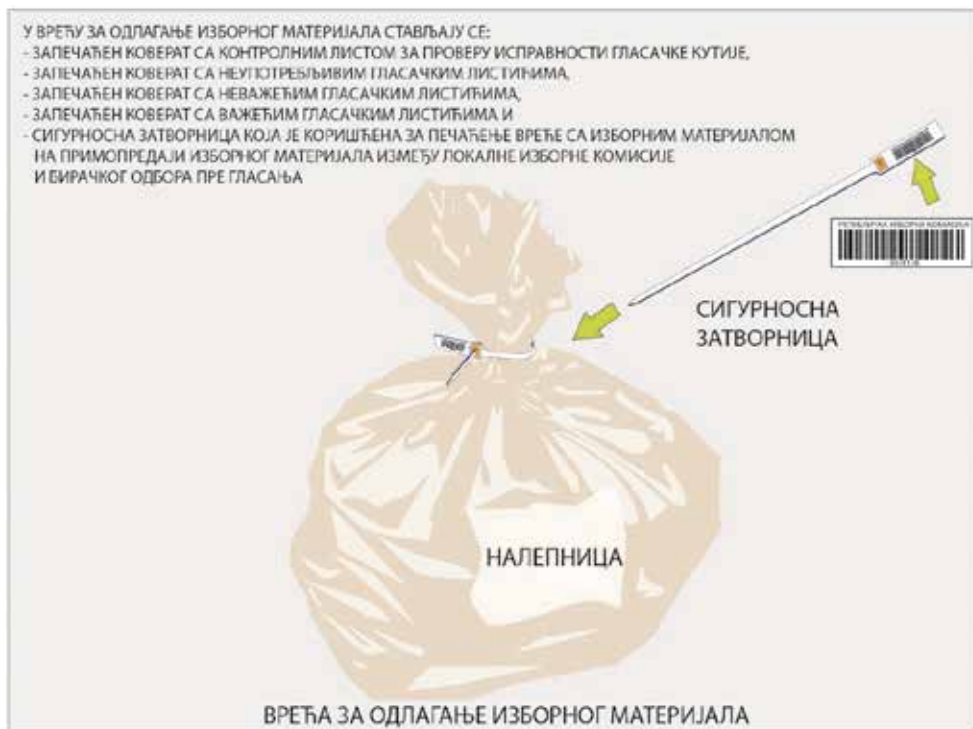 У ВРЕЋУ ЗА ОДЛАГАЊЕ ИЗБОРНОГ МАТЕРИЈАЛА СТАВЉАЈУ СЕ:
- ЗАПЕЧАЋЕН КОВЕРАТ СА КОНТРОЛНИМ ЛИСТОМ ЗА ПРОВЕРУ ИСПРАВНОСТИ ГЛАСАЧКЕ КУТИЈЕ,
- ЗАПЕЧАЋЕН КОВЕРАТ СА НЕУПОТРЕБЉИВИМ ГЛАСАЧКИМ ЛИСТИЋИМА,
- ЗАПЕЧАЋЕН КОВЕРАТ СА НЕВАЖЕЋИМ ГЛАСАЧКИМ ЛИСТИЋИМА,
- ЗАПЕЧАЋЕН КОВЕРАТ СА ВАЖЕЋИМ ГЛАСАЧКИМ ЛИСТИЋИМА И
- СИГУРНОСНА ЗАТВОРНИЦА КОЈА ЈЕ КОРИШЋЕНА ЗА ПЕЧАЋЕЊЕ ВРЕЋЕ СА ИЗБОРНИМ МАТЕРИЈАЛОМ
НА ПРИМОПРЕДАЈИ ИЗБОРНОГ МАТЕРИЈАЛА ИЗМЕЂУ ЛОКАЛНЕ ИЗБОРНЕ КОМИСИЈЕ
И БИРАЧКОГ ОДБОРА ПРЕ ГЛАСАЊА
РЕПУБЛИЧКА ИЗБОРНА КОМИСИЈА
СИГУРНОСНА
ЗАТВОРНИЦА
НАЛЕПНИЦА
ВРЕЋА ЗА ОДЛАГАЊЕ ИЗБОРНОГ МАТЕРИЈАЛА